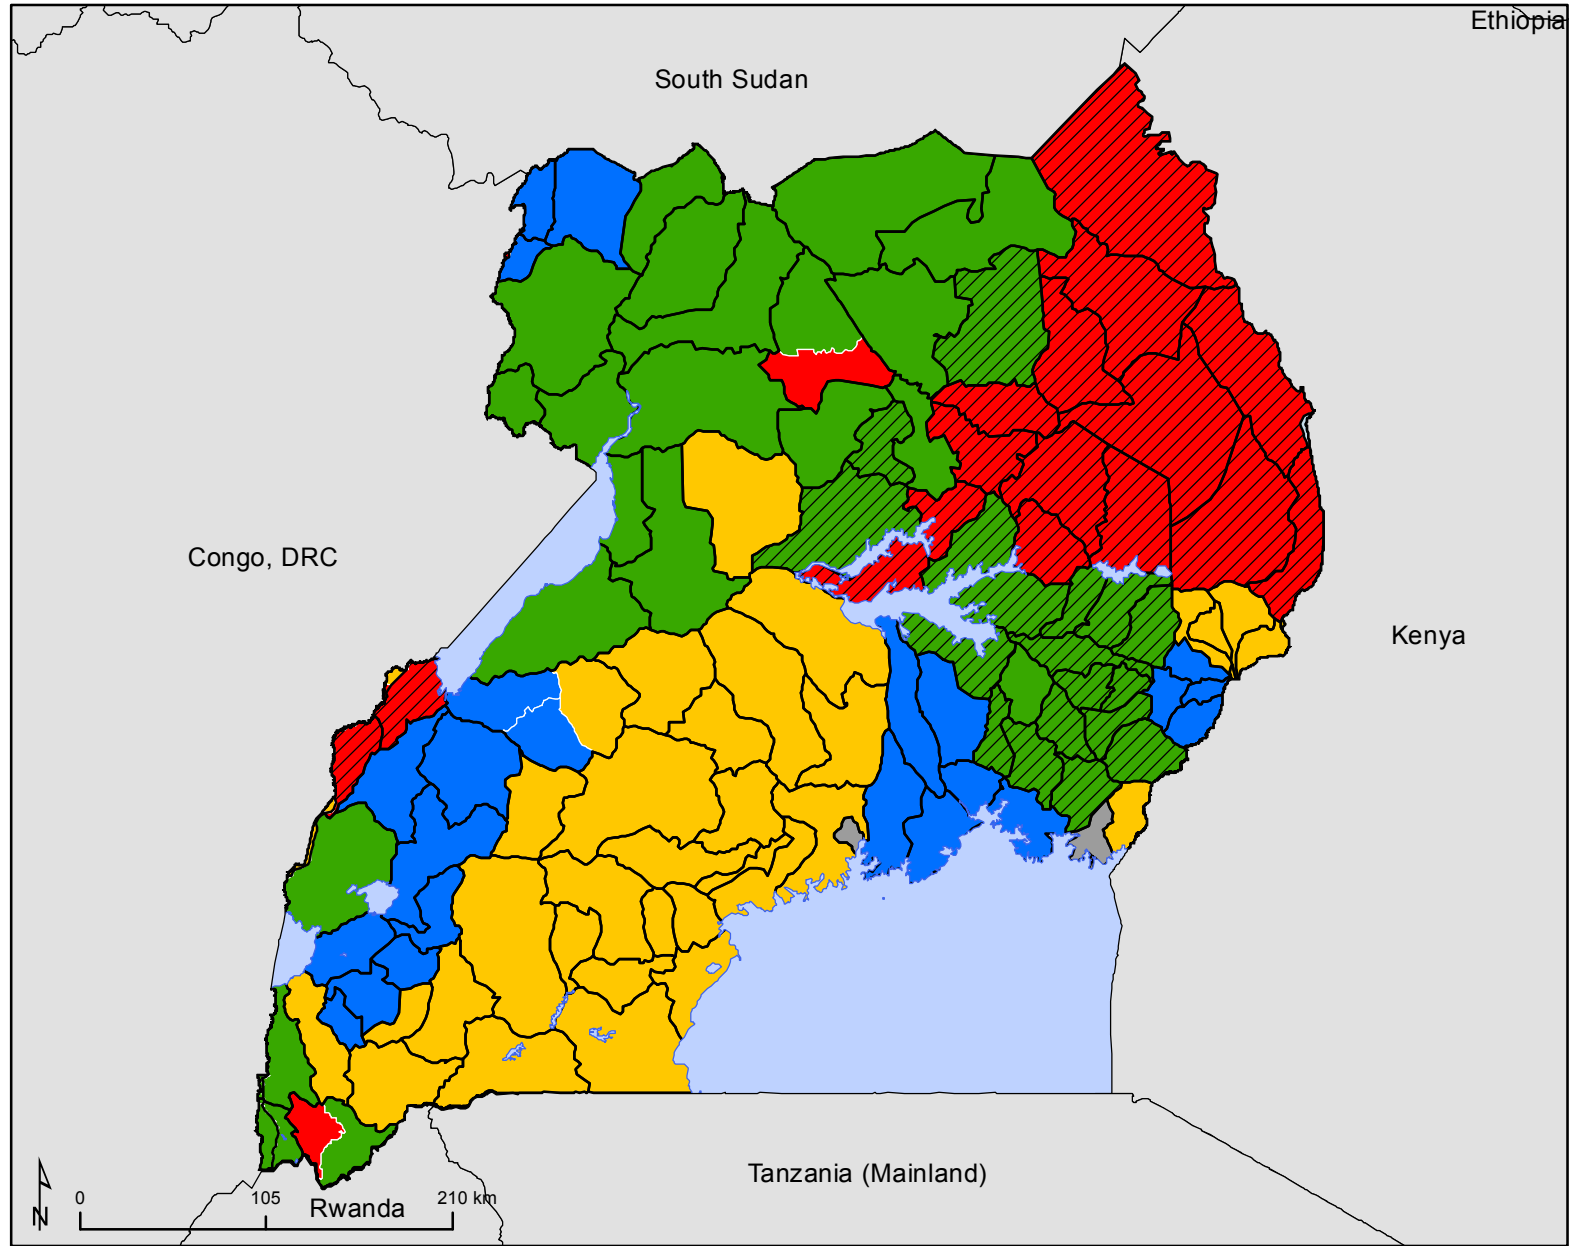 Ethiopia
South Sudan
Congo, DRC
Kenya
Tanzania (Mainland)
N
0 105 210 km
Rwanda